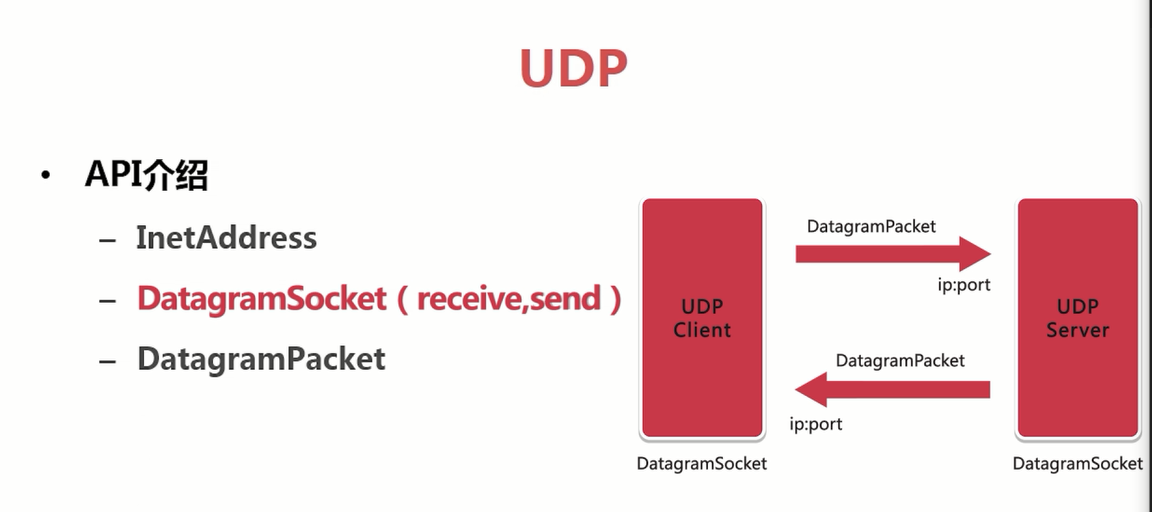 UDP
• API介绍
– InetAddress
– DatagramSocket（receive,send）
– DatagramPacket
DatagramPacket
ip:port
UDP
Client
UDP
Server
DatagramPacket
ip:port
DatagramSocket
DatagramSocket